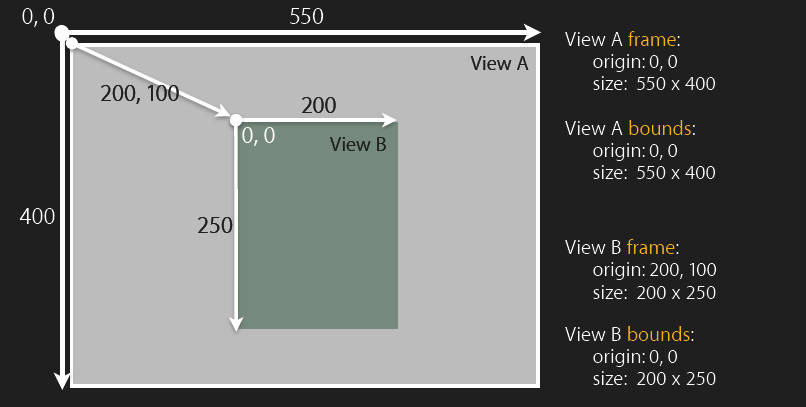 0, 0
550
View A
200, 100
200
0, 0
View B
400
250
View A frame:
origin: 0, 0
size: 550 x 400
View A bounds:
origin: 0, 0
size: 550 x 400
View B frame:
origin: 200, 100
size: 200 x 250
View B bounds:
origin: 0, 0
size: 200 x 250